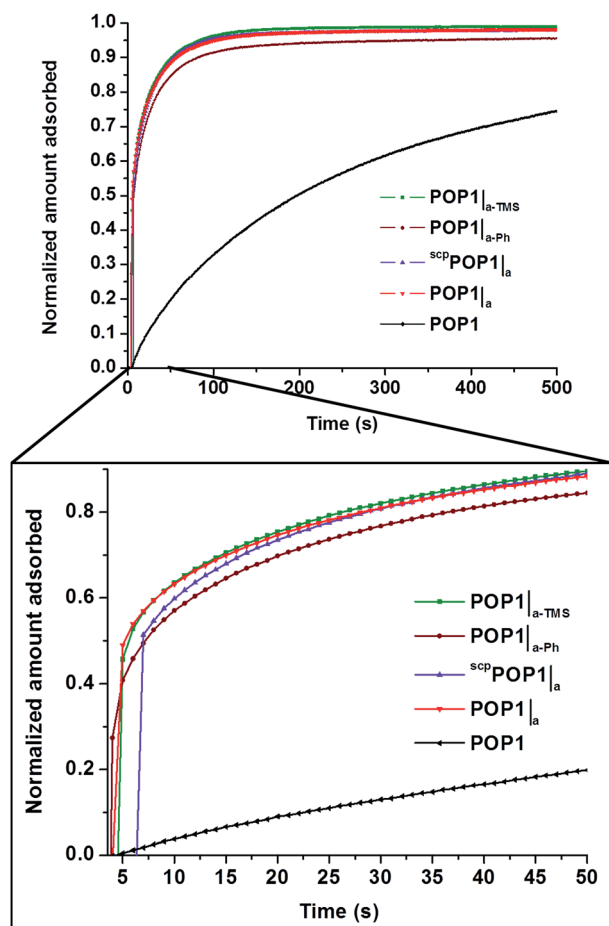 Normalized amount adsorbed
1.0
0.9
0.8
0.7
0.6
0.5
0.4
0.3
0.2
0.1
0.0
POP1|a-TMS
POP1|a-Ph
scpPOP1|a
POP1|a
POP1
0 100 200 300 400 500
Time (s)
Normalized amount adsorbed
0.8
0.6
0.4
0.2
0.0
POP1|a-TMS
POP1|a-Ph
scpPOP1|a
POP1|a
POP1
5 10 15 20 25 30 35 40 45 50
Time (s)